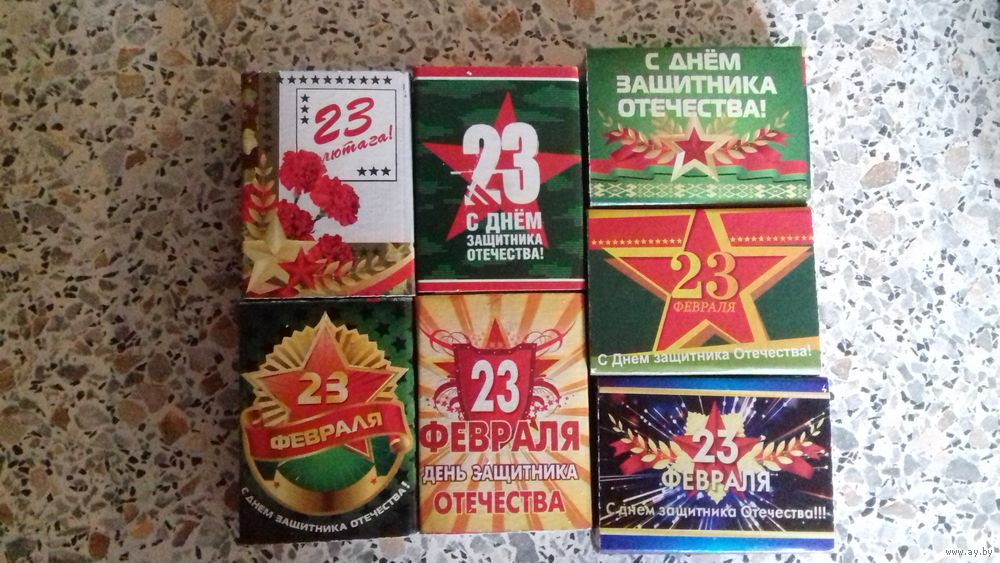 23
лютага!
23
С ДНЁМ
ЗАЩИТНИКА
ОТЕЧЕСТВА!
С ДНЁМ
ЗАЩИТНИКА
ОТЕЧЕСТВА!
23
ФЕВРАЛЯ
С Днем защитника Отечества!
23
ФЕВРАЛЯ
С ДНЕМ ЗАЩИТНИКА ОТЕЧЕСТВА!
23
ФЕВРАЛЯ
ДЕНЬ ЗАЩИТНИКА
ОТЕЧЕСТВА
23
ФЕВРАЛЯ
С днем защитника Отечества!!!
www.ay.by